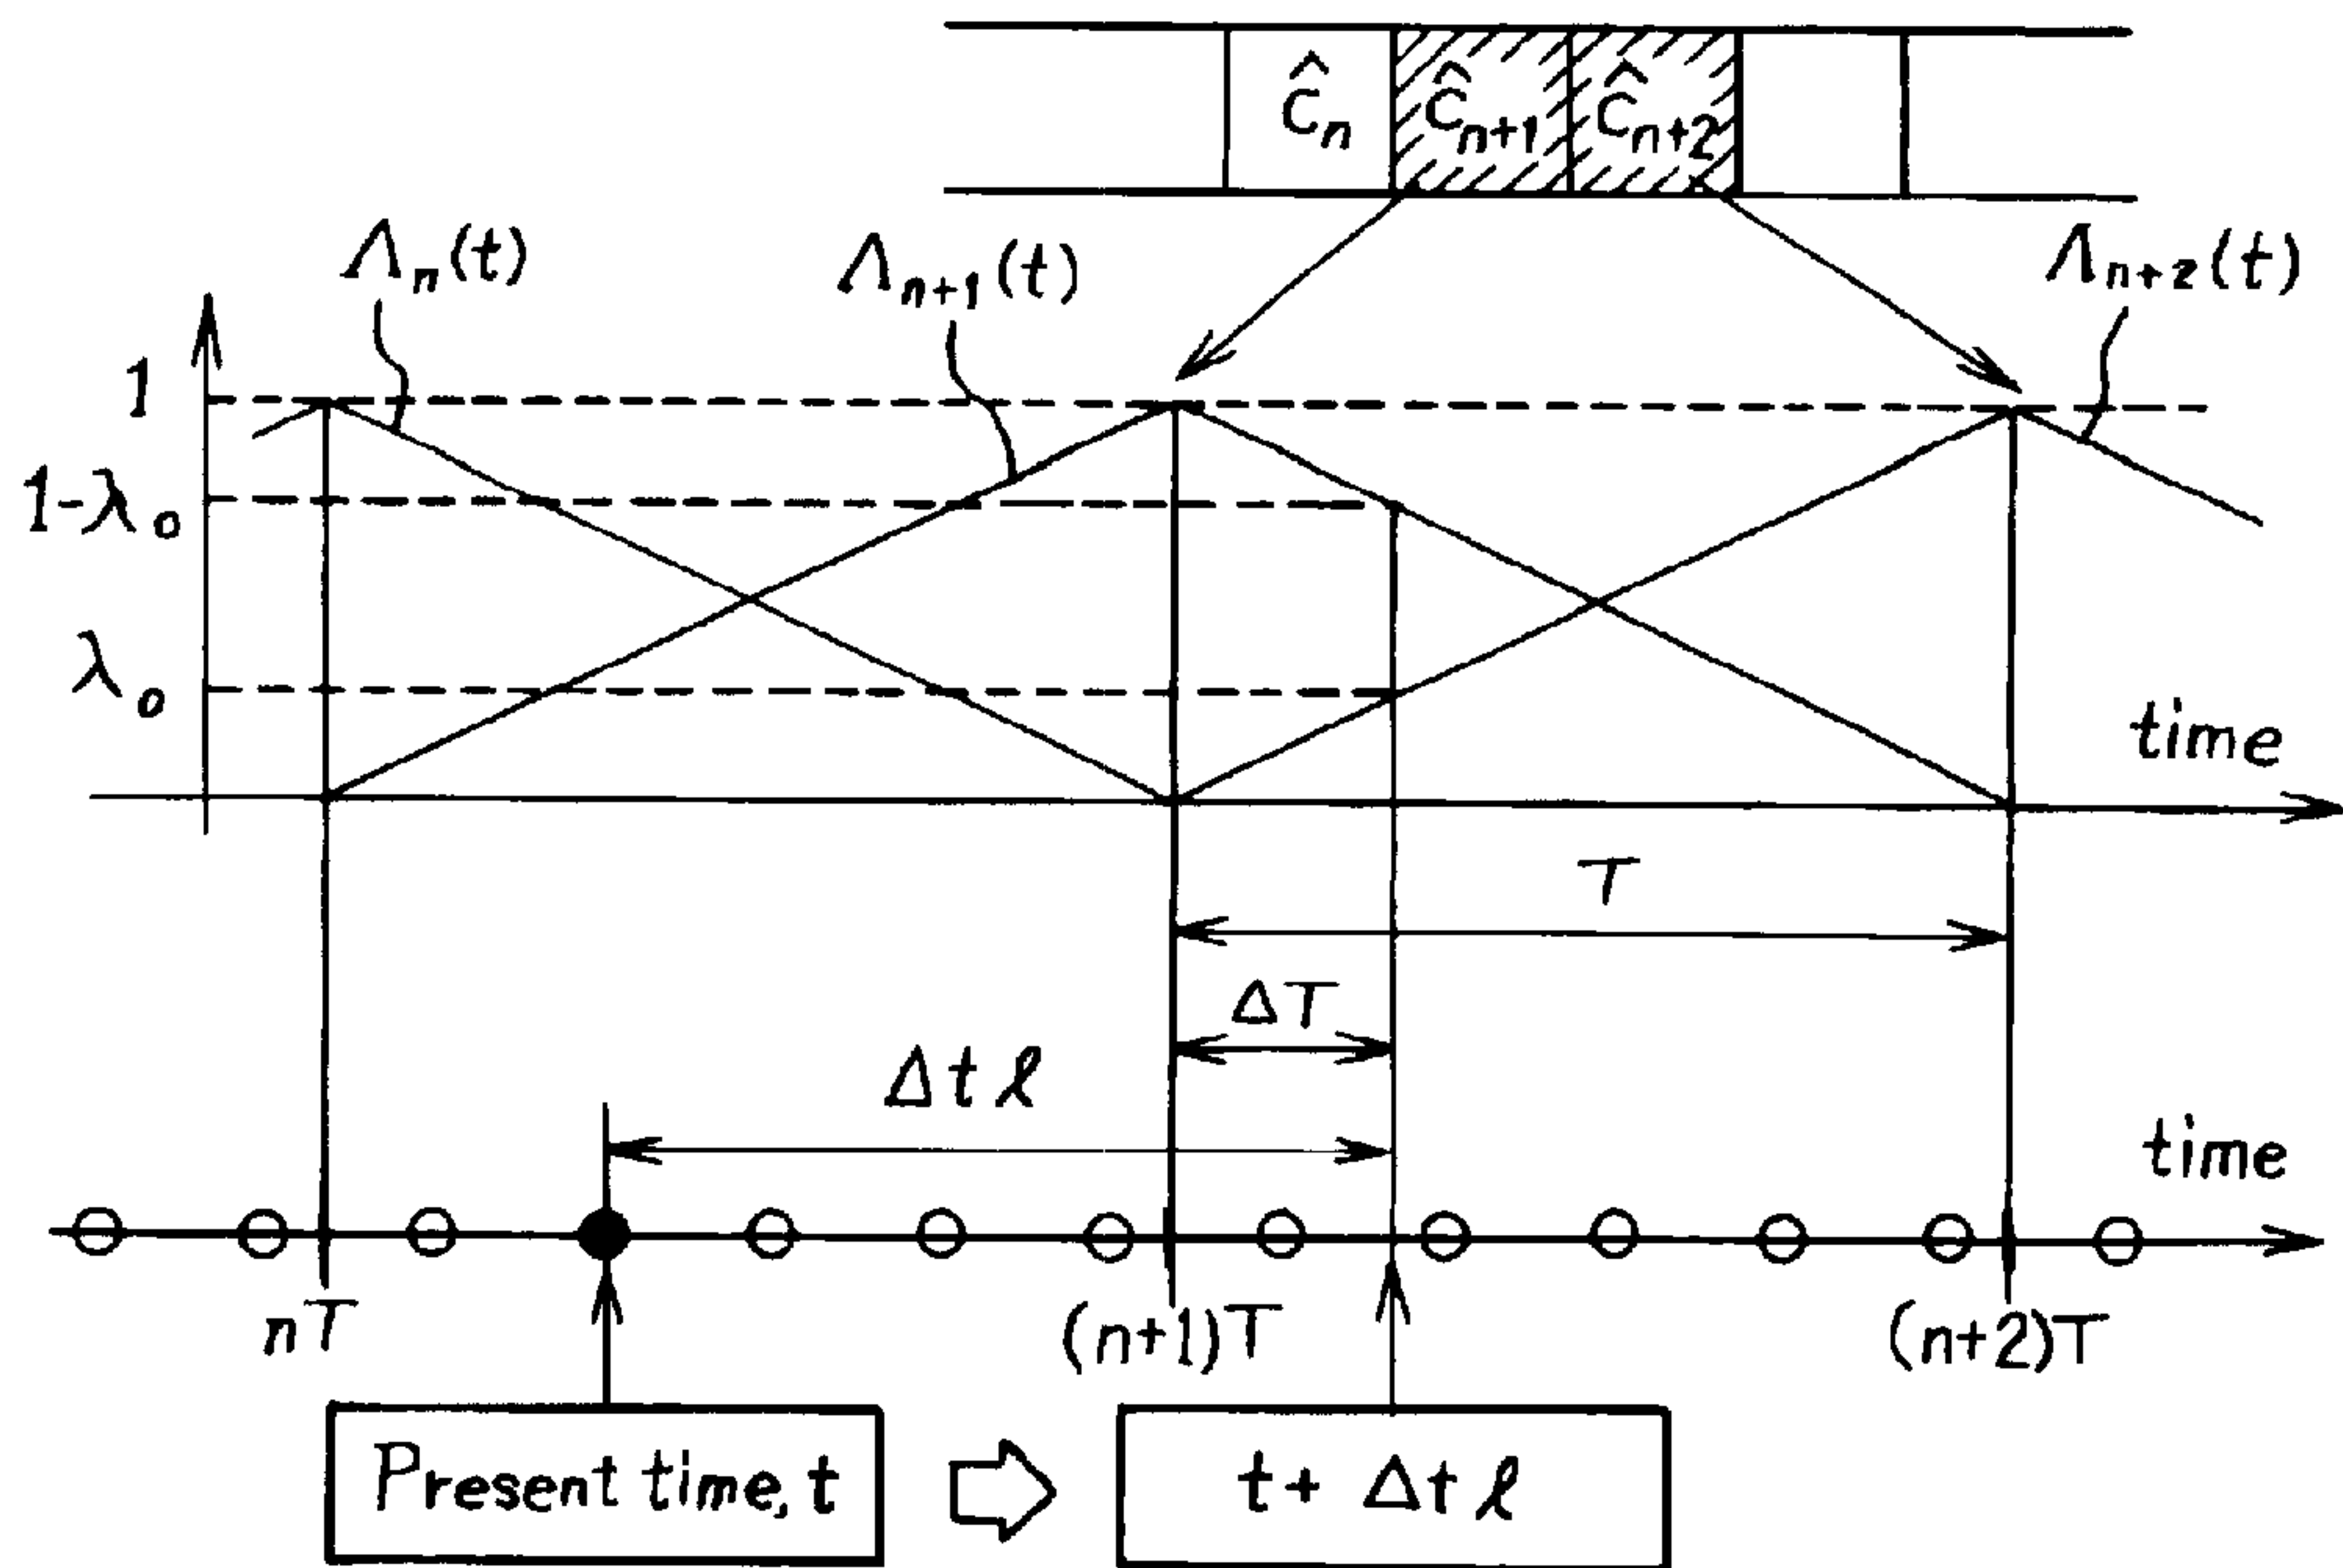 ĉn ĉn+1 ĉn+2
Λn(t) Λn+1(t) Λn+2(t)
1
1-λo
λo
time
T
ΔT
Δtℓ
time
nT (n+1)T (n+2)T
Present time, t
t+ Δtℓ